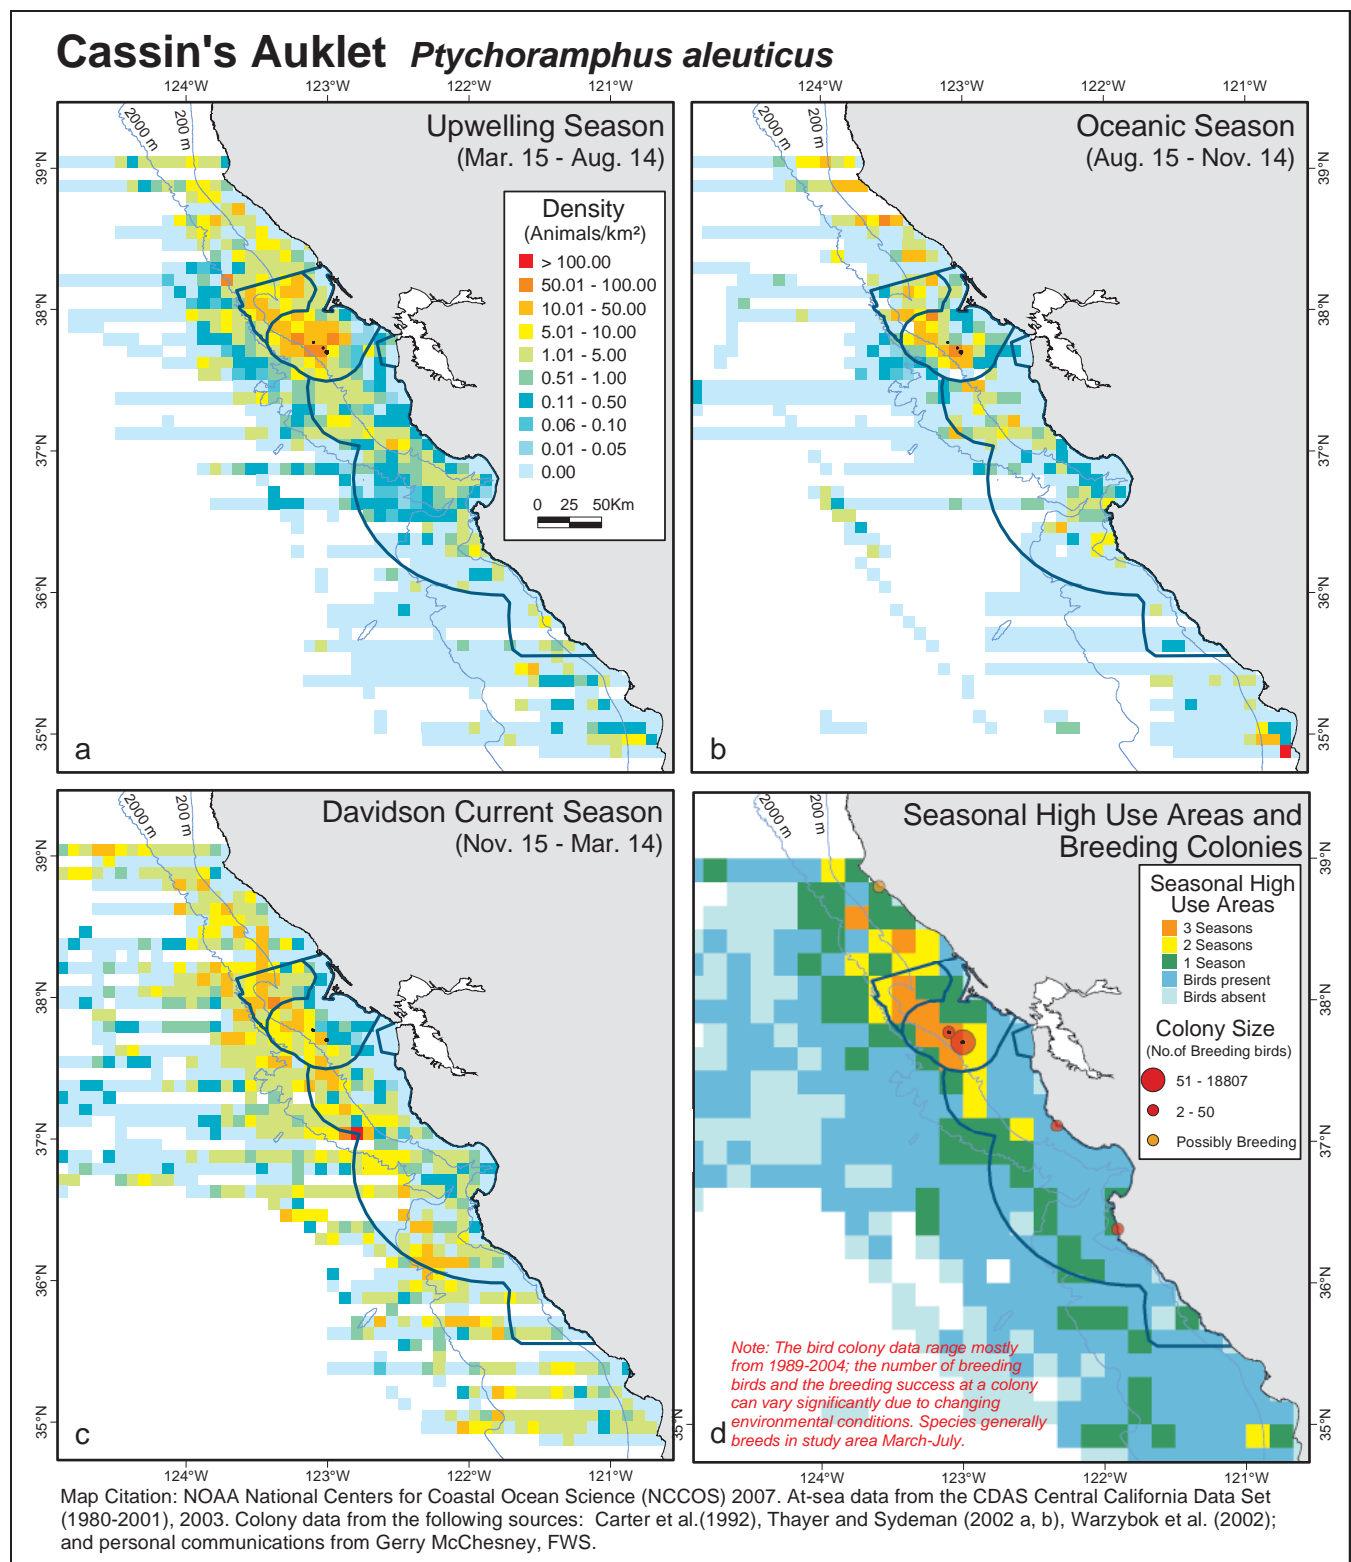 Cassin's Auklet Ptychoramphus aleuticus
124°W 123°W 122°W 121°W
124°W 123°W 122°W 121°W
2000 m
200 m
Upwelling Season
(Mar. 15 - Aug. 14)
39°N
38°N
37°N
36°N
35°N
Density
(Animals/km²)
> 100.00
50.01 - 100.00
10.01 - 50.00
5.01 - 10.00
1.01 - 5.00
0.51 - 1.00
0.11 - 0.50
0.06 - 0.10
0.01 - 0.05
0.00
0 25 50Km
a
2000 m
200 m
Oceanic Season
(Aug. 15 - Nov. 14)
39°N
38°N
37°N
36°N
35°N
b
2000 m
200 m
Davidson Current Season
(Nov. 15 - Mar. 14)
39°N
38°N
37°N
36°N
35°N
c
124°W 123°W 122°W 121°W
2000 m
200 m
Seasonal High Use Areas and
Breeding Colonies
39°N
38°N
37°N
36°N
35°N
35°N
Seasonal High
Use Areas
3 Seasons
2 Seasons
1 Season
Birds present
Birds absent
Colony Size
(No.of Breeding birds)
51 - 18807
2 - 50
Possibly Breeding
Note: The bird colony data range mostly
from 1989-2004; the number of breeding
birds and the breeding success at a colony
can vary significantly due to changing
environmental conditions. Species generally
breeds in study area March-July.
d
124°W 123°W 122°W 121°W
Map Citation: NOAA National Centers for Coastal Ocean Science (NCCOS) 2007. At-sea data from the CDAS Central California Data Set
(1980-2001), 2003. Colony data from the following sources: Carter et al.(1992), Thayer and Sydeman (2002 a, b), Warzybok et al. (2002);
and personal communications from Gerry McChesney, FWS.